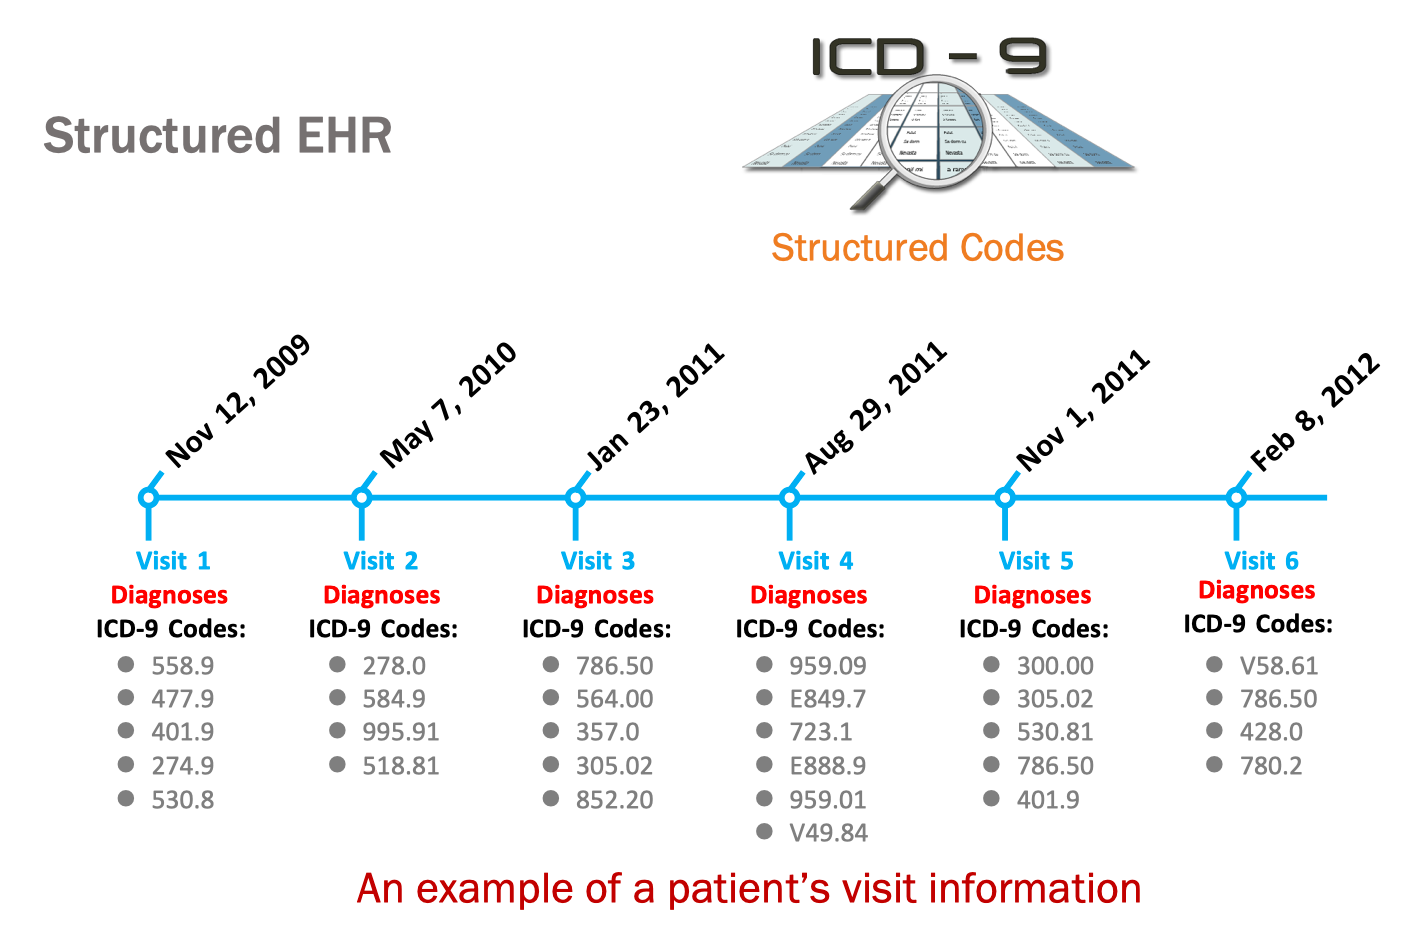 ICD - 9
Structured EHR
Structured Codes
Nov 12, 2009
May 7, 2010
Jan 23, 2011
Aug 29, 2011
Nov 1, 2011
Feb 8, 2012
Visit 1
Diagnoses
ICD-9 Codes:
558.9
477.9
401.9
274.9
530.8
Visit 2
Diagnoses
ICD-9 Codes:
278.0
584.9
995.91
518.81
Visit 3
Diagnoses
ICD-9 Codes:
786.50
564.00
357.0
305.02
852.20
Visit 4
Diagnoses
ICD-9 Codes:
959.09
E849.7
723.1
E888.9
959.01
V49.84
Visit 5
Diagnoses
ICD-9 Codes:
300.00
305.02
530.81
786.50
401.9
Visit 6
Diagnoses
ICD-9 Codes:
V58.61
786.50
428.0
780.2
An example of a patient’s visit information